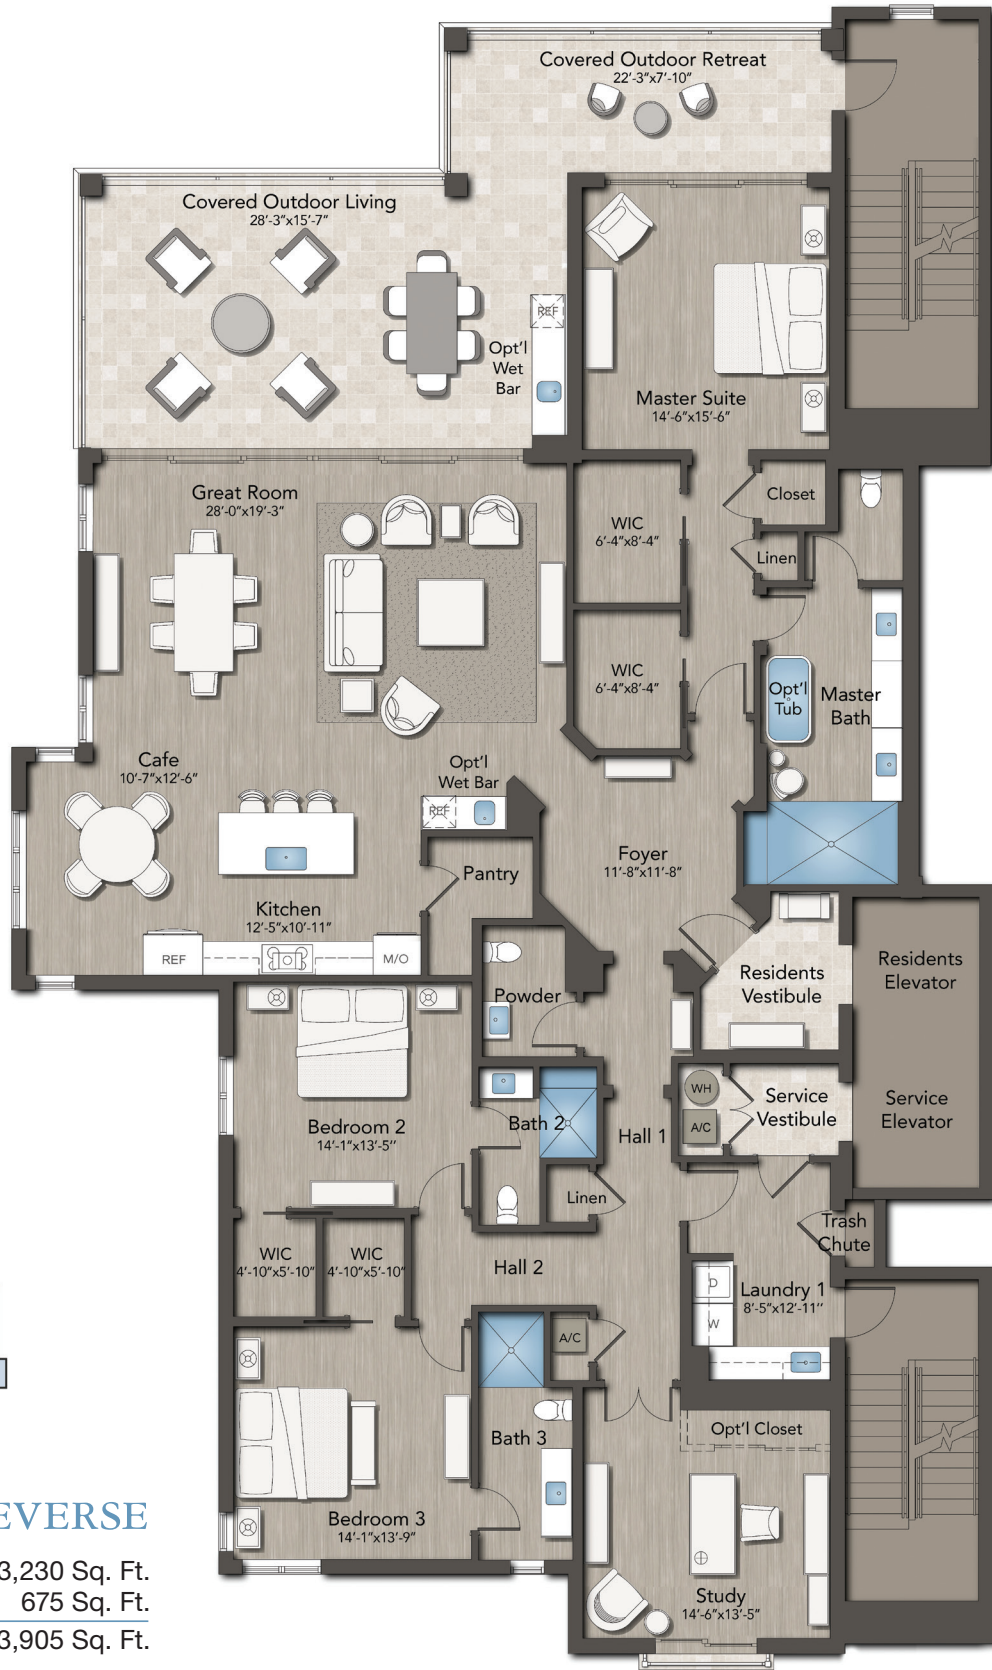 Covered Outdoor Retreat
22'-3"x7'-10"
Covered Outdoor Living
28'-3"x15'-7"
REF
Opt'l
Wet
Bar
Master Suite
14'-6"x15'-6"
Great Room
28'-0"x19'-3"
WIC
6'-4"x8'-4"
Closet
Linen
WIC
6'-4"x8'-4"
Opt'l
Tub
Master
Bath
Cafe
10'-7"x12'-6"
Opt'l
Wet Bar
REF
Foyer
11'-8"x11'-8"
Pantry
Kitchen
12'-5"x10'-11"
REF
M/O
Residents
Vestibule
Residents
Elevator
Powder
WH
A/C
Service
Vestibule
Service
Elevator
Bedroom 2
14'-1"x13'-5"
Bath 2
Hall 1
Linen
Trash
Chute
WIC
4'-10"x5'-10"
WIC
4'-10"x5'-10"
Hall 2
D
W
Laundry 1
8'-5"x12'-11"
A/C
Opt'l Closet
Bath 3
Bedroom 3
14'-1"x13'-9"
Study
14'-6"x13'-5"
EVERSE
3,230 Sq. Ft.
675 Sq. Ft.
3,905 Sq. Ft.